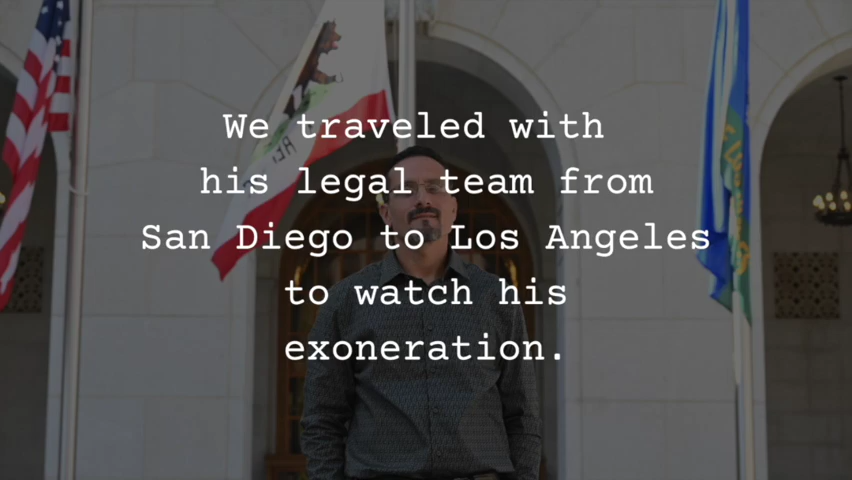 We traveled with
his legal team from
San Diego to Los Angeles
to watch his
exoneration.